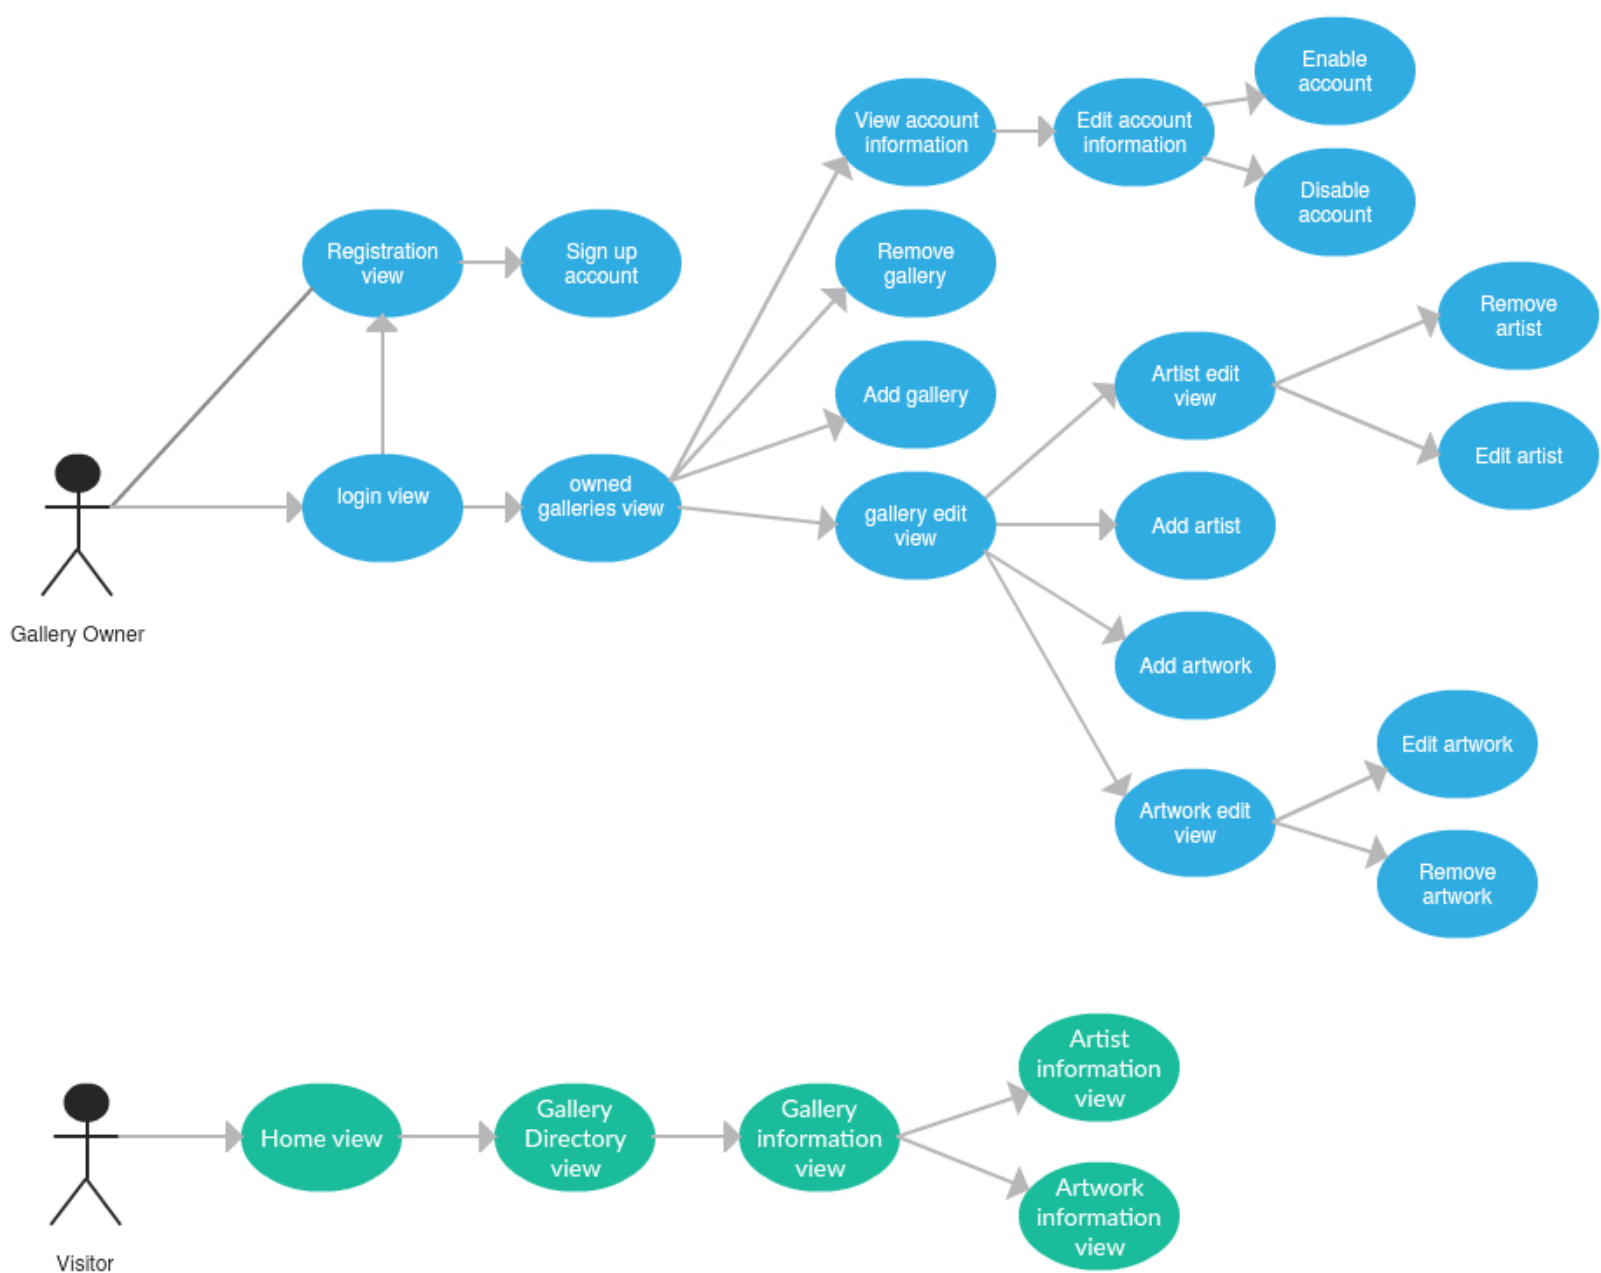 Enable
account
View account
information
Edit account
information
Disable
account
Registration
view
Sign up
account
Remove
gallery
Remove
artist
Artist edit
view
Add gallery
Edit artist
login view
owned
galleries view
gallery edit
view
Add artist
Gallery Owner
Add artwork
Edit artwork
Artwork edit
view
Remove
artwork
Artist
information
view
Home view
Gallery
Directory
view
Gallery
information
view
Artwork
information
view
Visitor